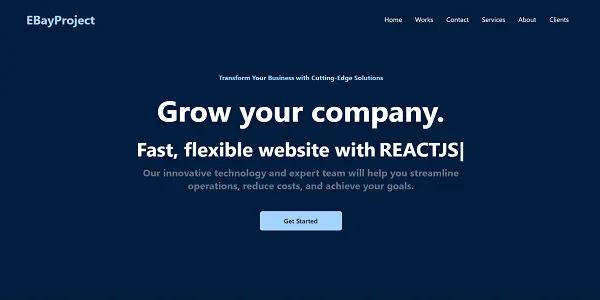 EBayProject
Home Works Contact Services About Clients
Transform Your Business with Cutting-Edge Solutions
Grow your company.
Fast, flexible website with REACTJS|
Our innovative technology and expert team will help you streamline
operations, reduce costs, and achieve your goals.
Get Started